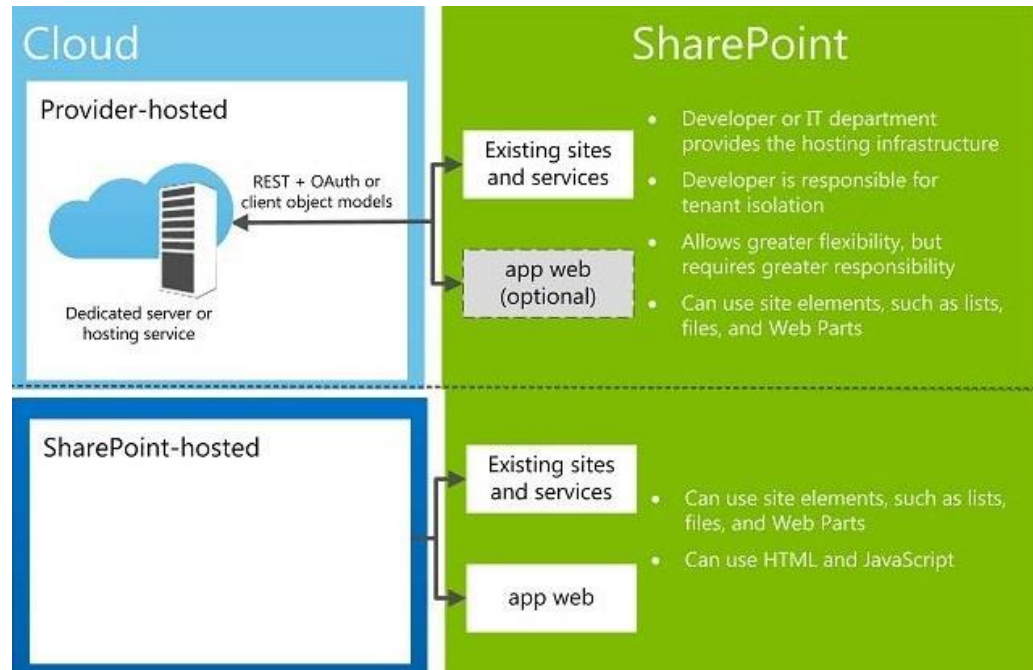 Cloud
SharePoint
Provider-hosted
REST + OAuth or
client object models
Dedicated server or
hosting service
Existing sites
and services
app web
(optional)
• Developer or IT department
provides the hosting infrastructure
• Developer is responsible for
tenant isolation
• Allows greater flexibility, but
requires greater responsibility
• Can use site elements, such as lists,
files, and Web Parts
SharePoint-hosted
Existing sites
and services
app web
• Can use site elements, such as lists,
files, and Web Parts
• Can use HTML and JavaScript